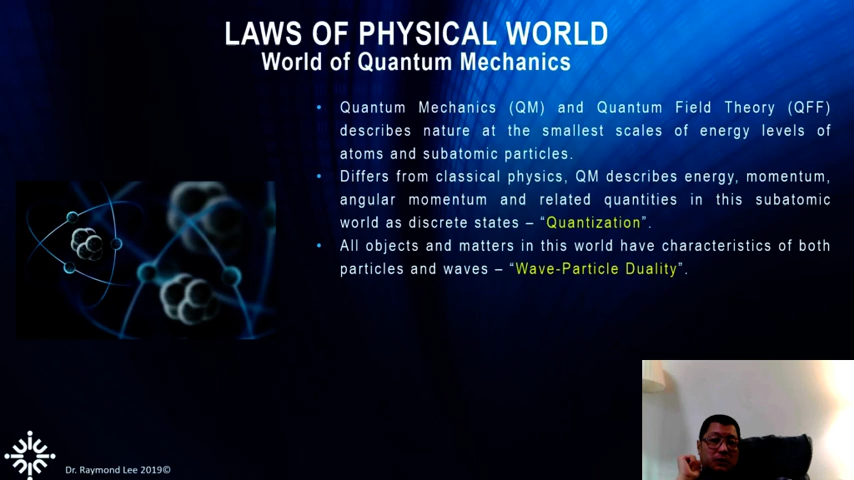 LAWS OF PHYSICAL WORLD
World of Quantum Mechanics
• Quantum Mechanics (QM) and Quantum Field Theory (QFF)
describes nature at the smallest scales of energy levels of
atoms and subatomic particles.
• Differs from classical physics, QM describes energy, momentum,
angular momentum and related quantities in this subatomic
world as discrete states – “Quantization”.
• All objects and matters in this world have characteristics of both
particles and waves – “Wave-Particle Duality”.
Dr. Raymond Lee 2019©